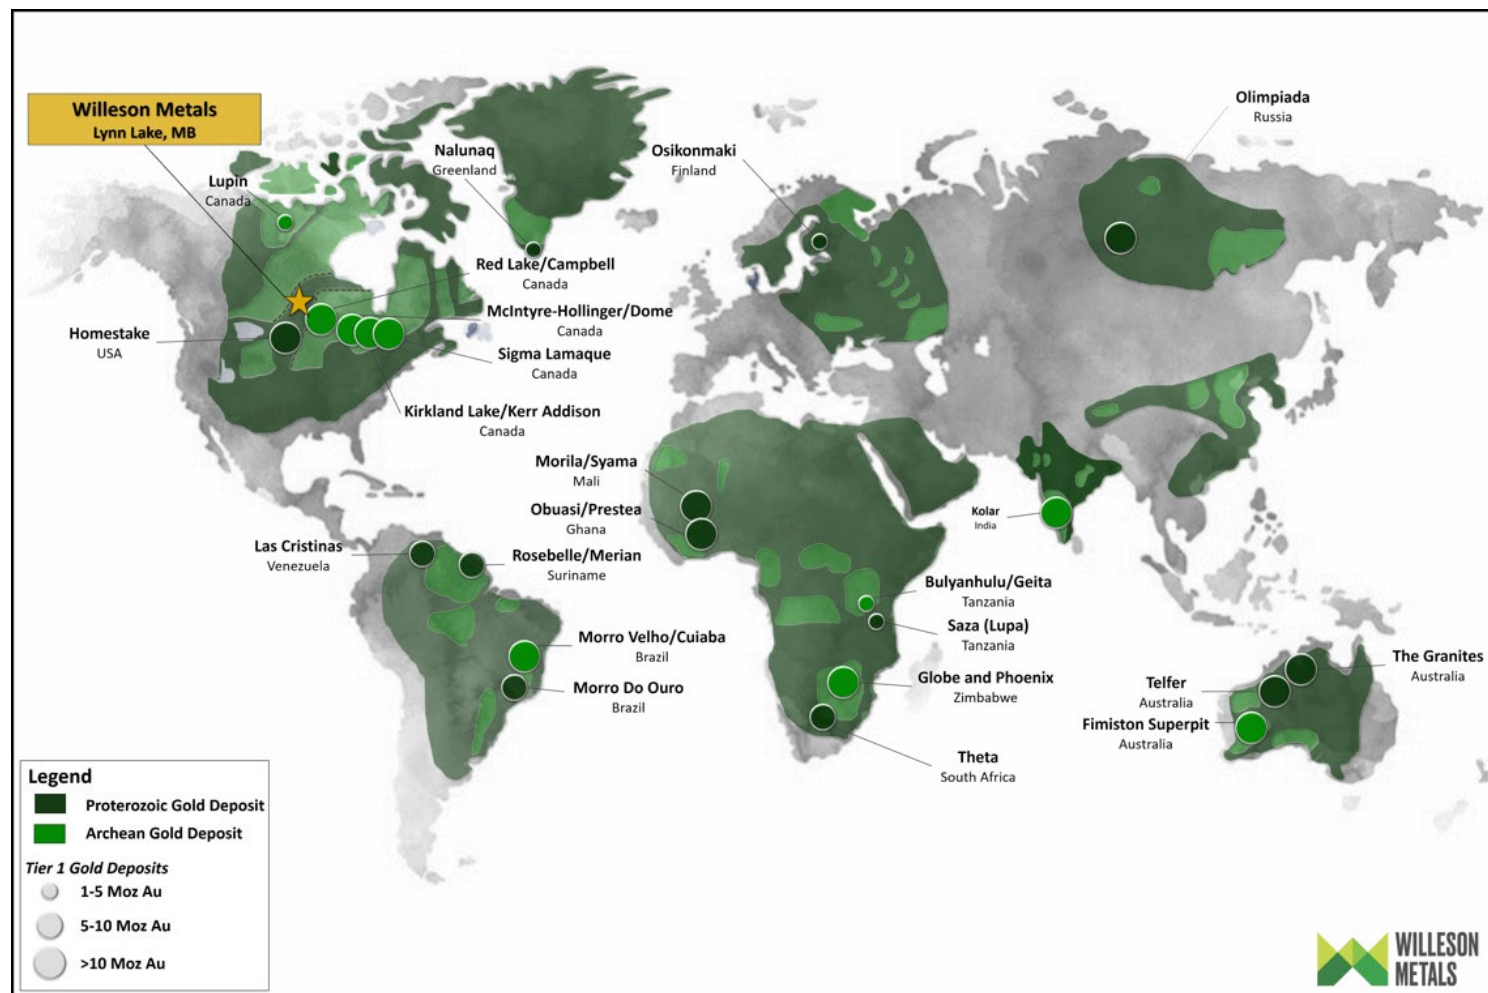 Willeson Metals
Lynn Lake, MB
Lupin
Canada
Nalunaq
Greenland
Osikonmaki
Finland
Olimpiada
Russia
Red Lake/Campbell
Canada
McIntyre-Hollinger/Dome
Canada
Homestake
USA
Sigma Lamaque
Canada
Kirkland Lake/Kerr Addison
Canada
Morila/Syama
Mali
Obuasi/Prestea
Ghana
Kolar
India
Las Cristinas
Venezuela
Rosebelle/Merian
Suriname
Bulyanhulu/Geita
Tanzania
Saza (Lupa)
Tanzania
Morro Velho/Cuiaba
Brazil
Morro Do Ouro
Brazil
Globe and Phoenix
Zimbabwe
Theta
South Africa
The Granites
Australia
Telfer
Australia
Fimiston Superpit
Australia
Legend
Proterozoic Gold Deposit
Archean Gold Deposit
Tier 1 Gold Deposits
1-5 Moz Au
5-10 Moz Au
>10 Moz Au
WILLESON
METALS